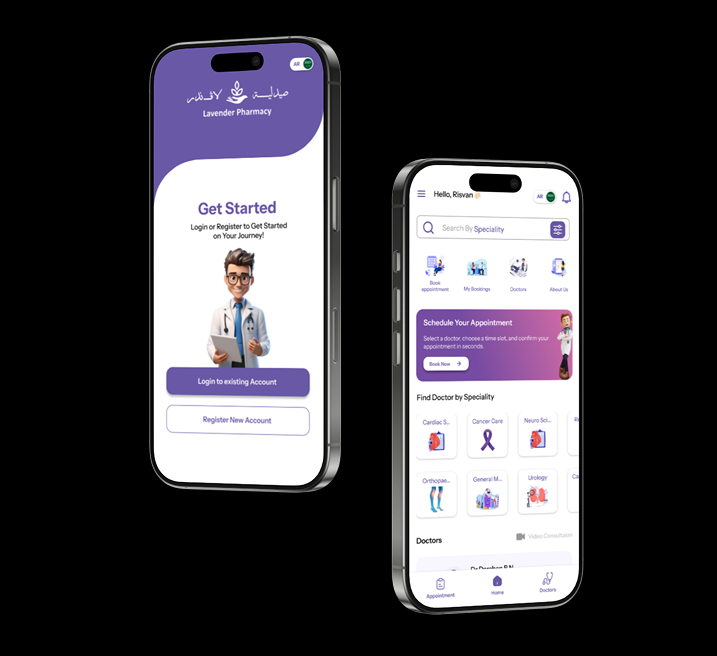 AR
صيدلية لافندر
Lavender Pharmacy
Get Started
Login or Register to Get Started
on Your Journey!
Login to existing Account
Register New Account
Hello, Risvan
AR
Search By Speciality
Book
appointment
My Bookings
Doctors
About Us
Schedule Your Appointment
Select a doctor, choose a time slot, and confirm your
appointment in seconds.
Book Now
Find Doctor by Speciality
Cardiac S...
Cancer Care
Neuro Sci...
Orthopae...
General M...
Urology
Ca
Doctors
Video Consultaion
Appointment
Home
Doctors